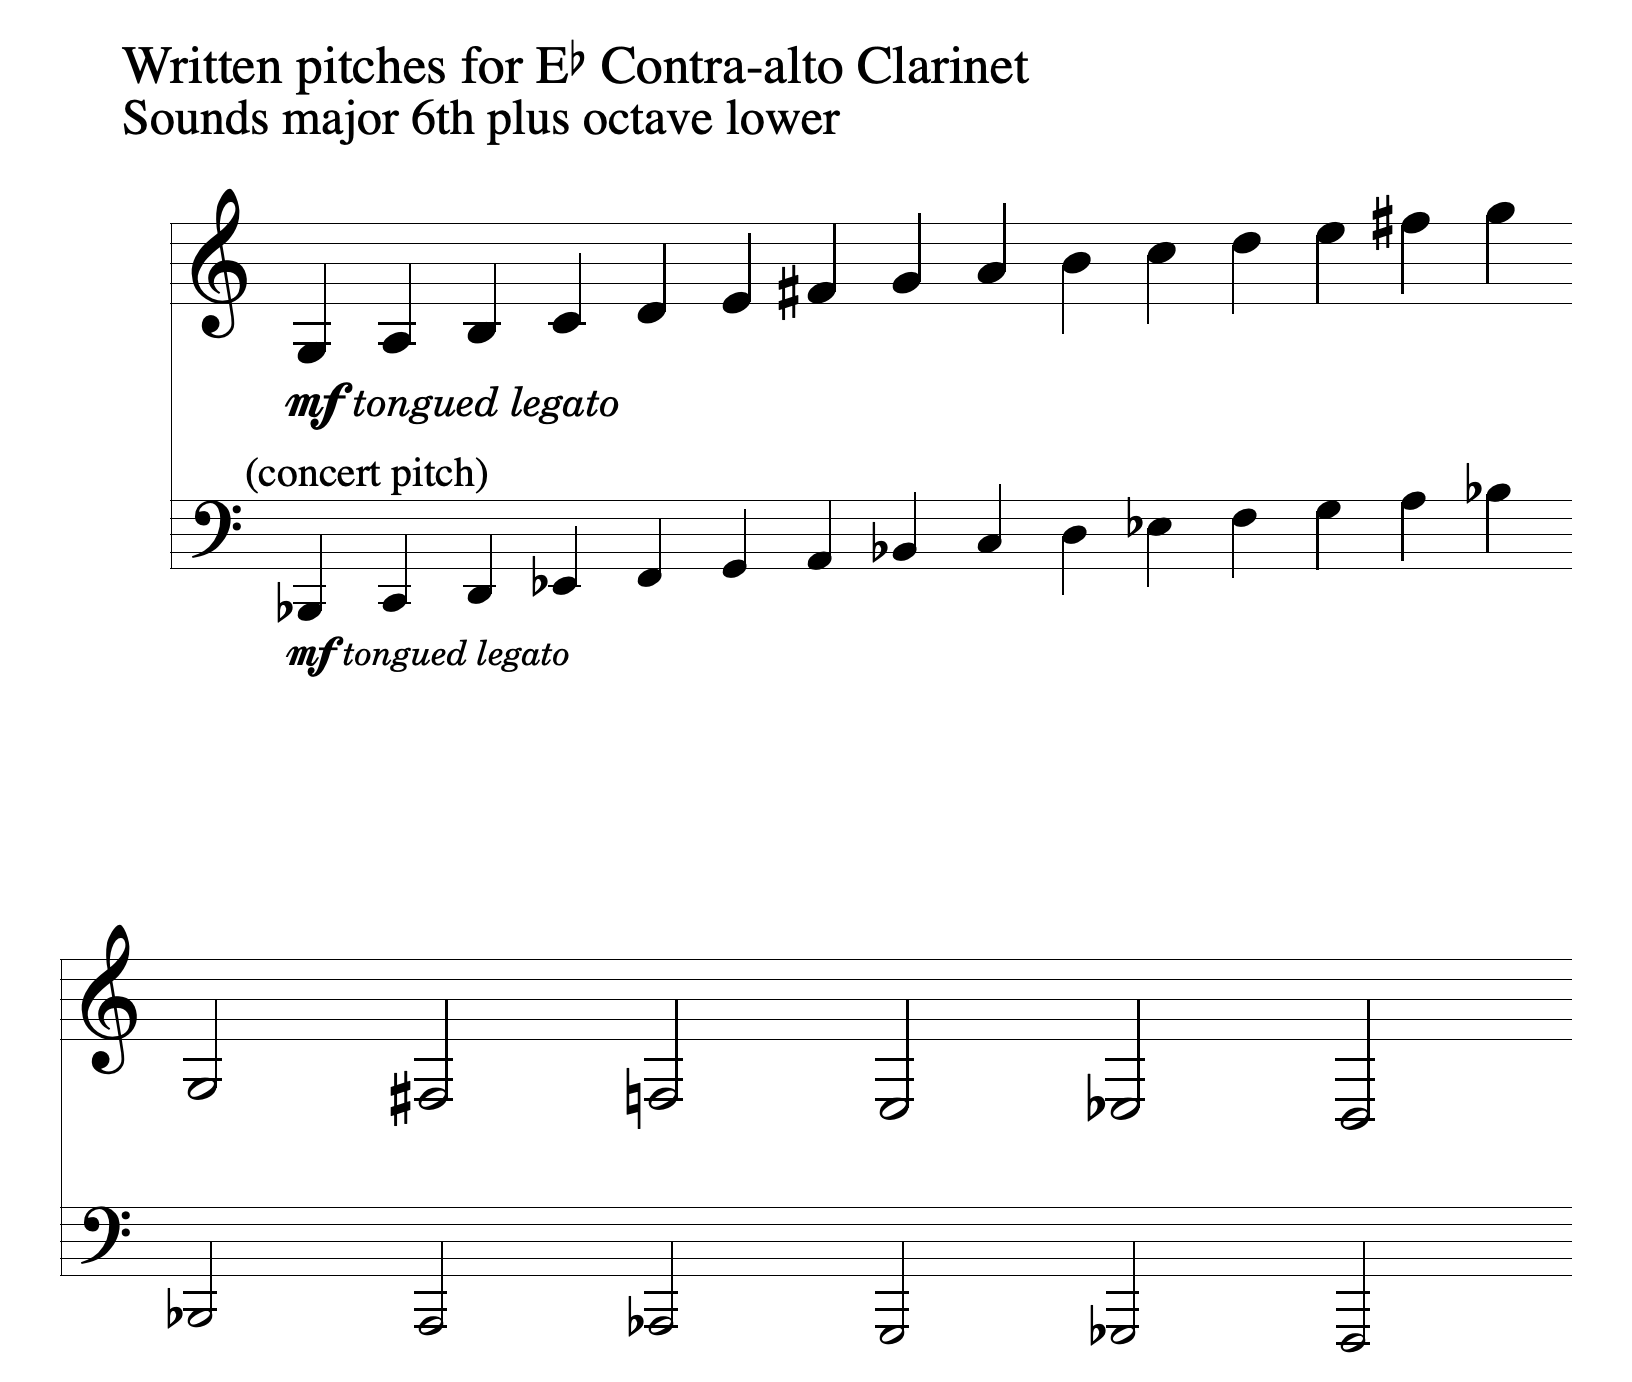 Written pitches for E♭ Contra-alto Clarinet
Sounds major 6th plus octave lower
mf tongued legato
(concert pitch)
mf tongued legato